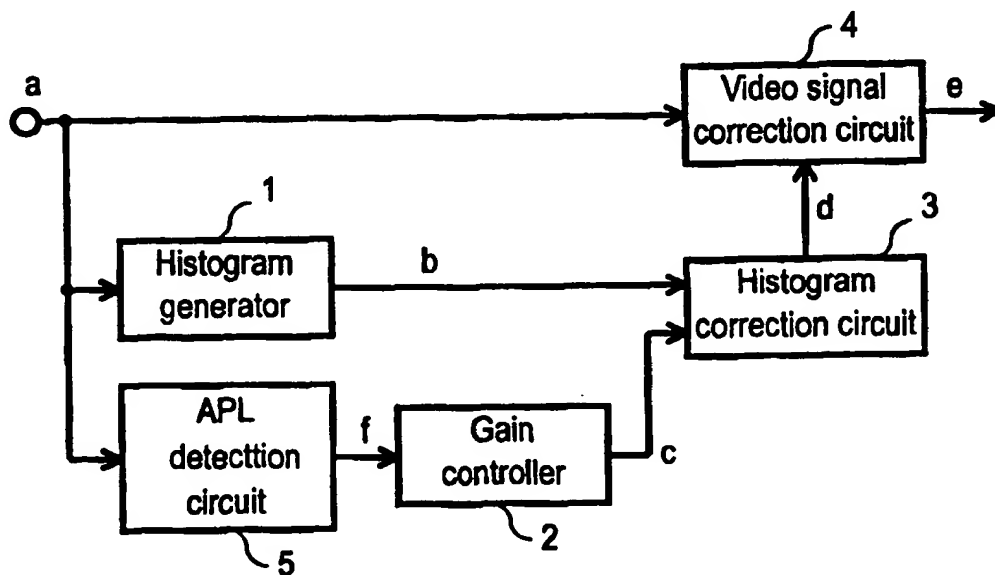 4
a
Video signal
correction circuit
e
1
d
3
Histogram
generator
b
Histogram
correction circuit
APL
detecttion
circuit
f
Gain
controller
c
5
2